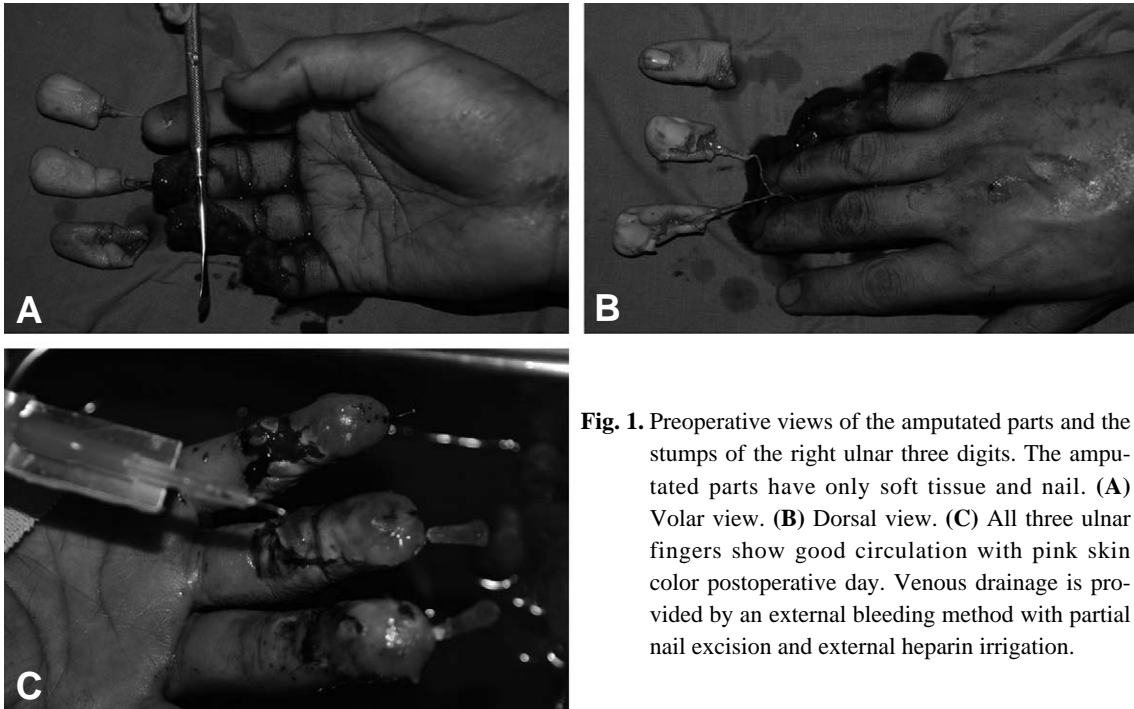 A
B
C
Fig. 1. Preoperative views of the amputated parts and the
stumps of the right ulnar three digits. The ampu-
tated parts have only soft tissue and nail. (A)
Volar view. (B) Dorsal view. (C) All three ulnar
fingers show good circulation with pink skin
color postoperative day. Venous drainage is pro-
vided by an external bleeding method with partial
nail excision and external heparin irrigation.